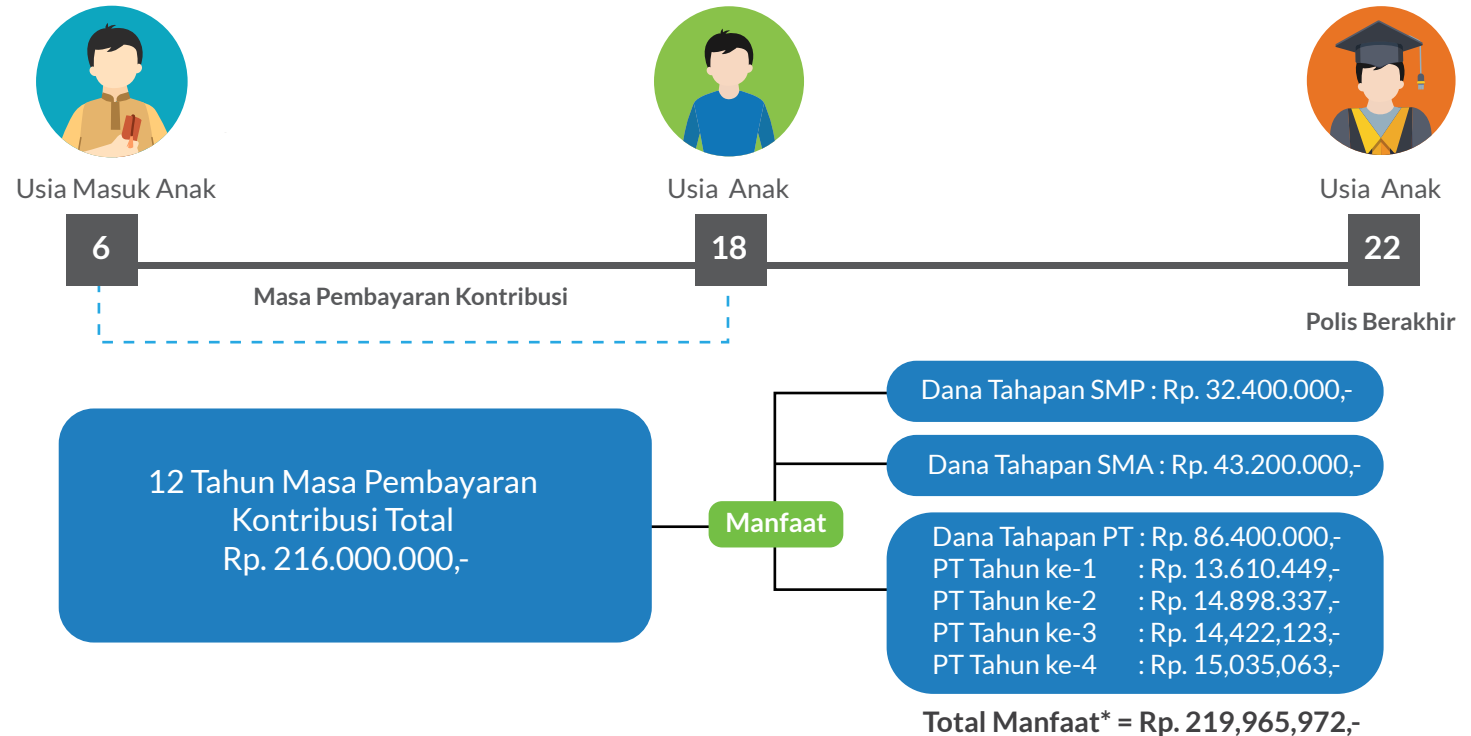 Usia Masuk Anak
Usia Anak
Usia Anak
6
18
22
Masa Pembayaran Kontribusi
Polis Berakhir
12 Tahun Masa Pembayaran
Kontribusi Total
Rp. 216.000.000,-
Manfaat
Dana Tahapan SMP : Rp. 32.400.000,-
Dana Tahapan SMA : Rp. 43.200.000,-
Dana Tahapan PT : Rp. 86.400.000,-
PT Tahun ke-1 : Rp. 13.610.449,-
PT Tahun ke-2 : Rp. 14.898.337,-
PT Tahun ke-3 : Rp. 14,422,123,-
PT Tahun ke-4 : Rp. 15,035,063,-
Total Manfaat* = Rp. 219,965,972,-